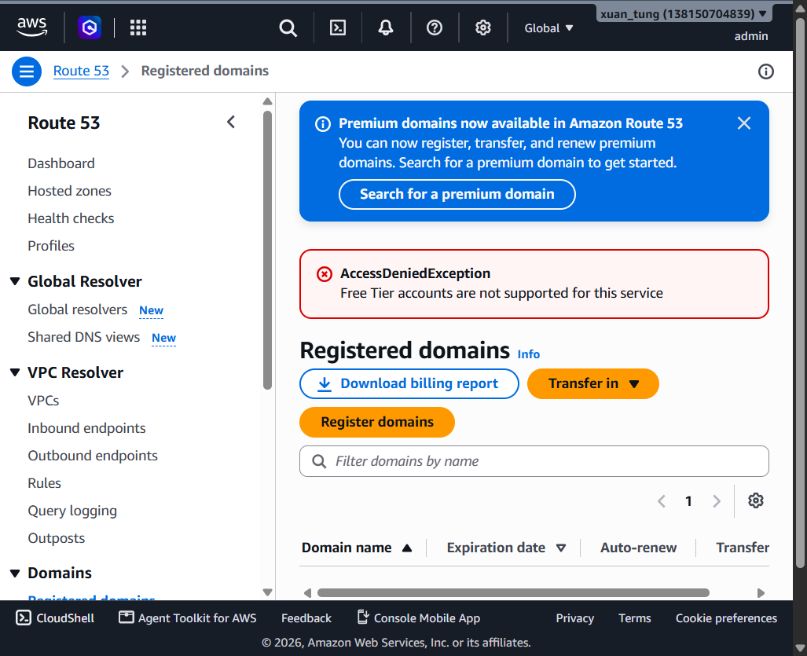 aws
Global
xuan_tung (138150704839)
admin
Route 53
Registered domains
Route 53
Dashboard
Hosted zones
Health checks
Profiles
Global Resolver
Global resolvers New
Shared DNS views New
VPC Resolver
VPCs
Inbound endpoints
Outbound endpoints
Rules
Query logging
Outposts
Domains
Registered domains
Premium domains now available in Amazon Route 53
You can now register, transfer, and renew premium
domains. Search for a premium domain to get started.
Search for a premium domain
AccessDeniedException
Free Tier accounts are not supported for this service
Registered domains Info
Download billing report
Transfer in
Register domains
Filter domains by name
1
Domain name Expiration date Auto-renew Transfer
CloudShell Agent Toolkit for AWS Feedback Console Mobile App Privacy Terms Cookie preferences
© 2026, Amazon Web Services, Inc. or its affiliates.